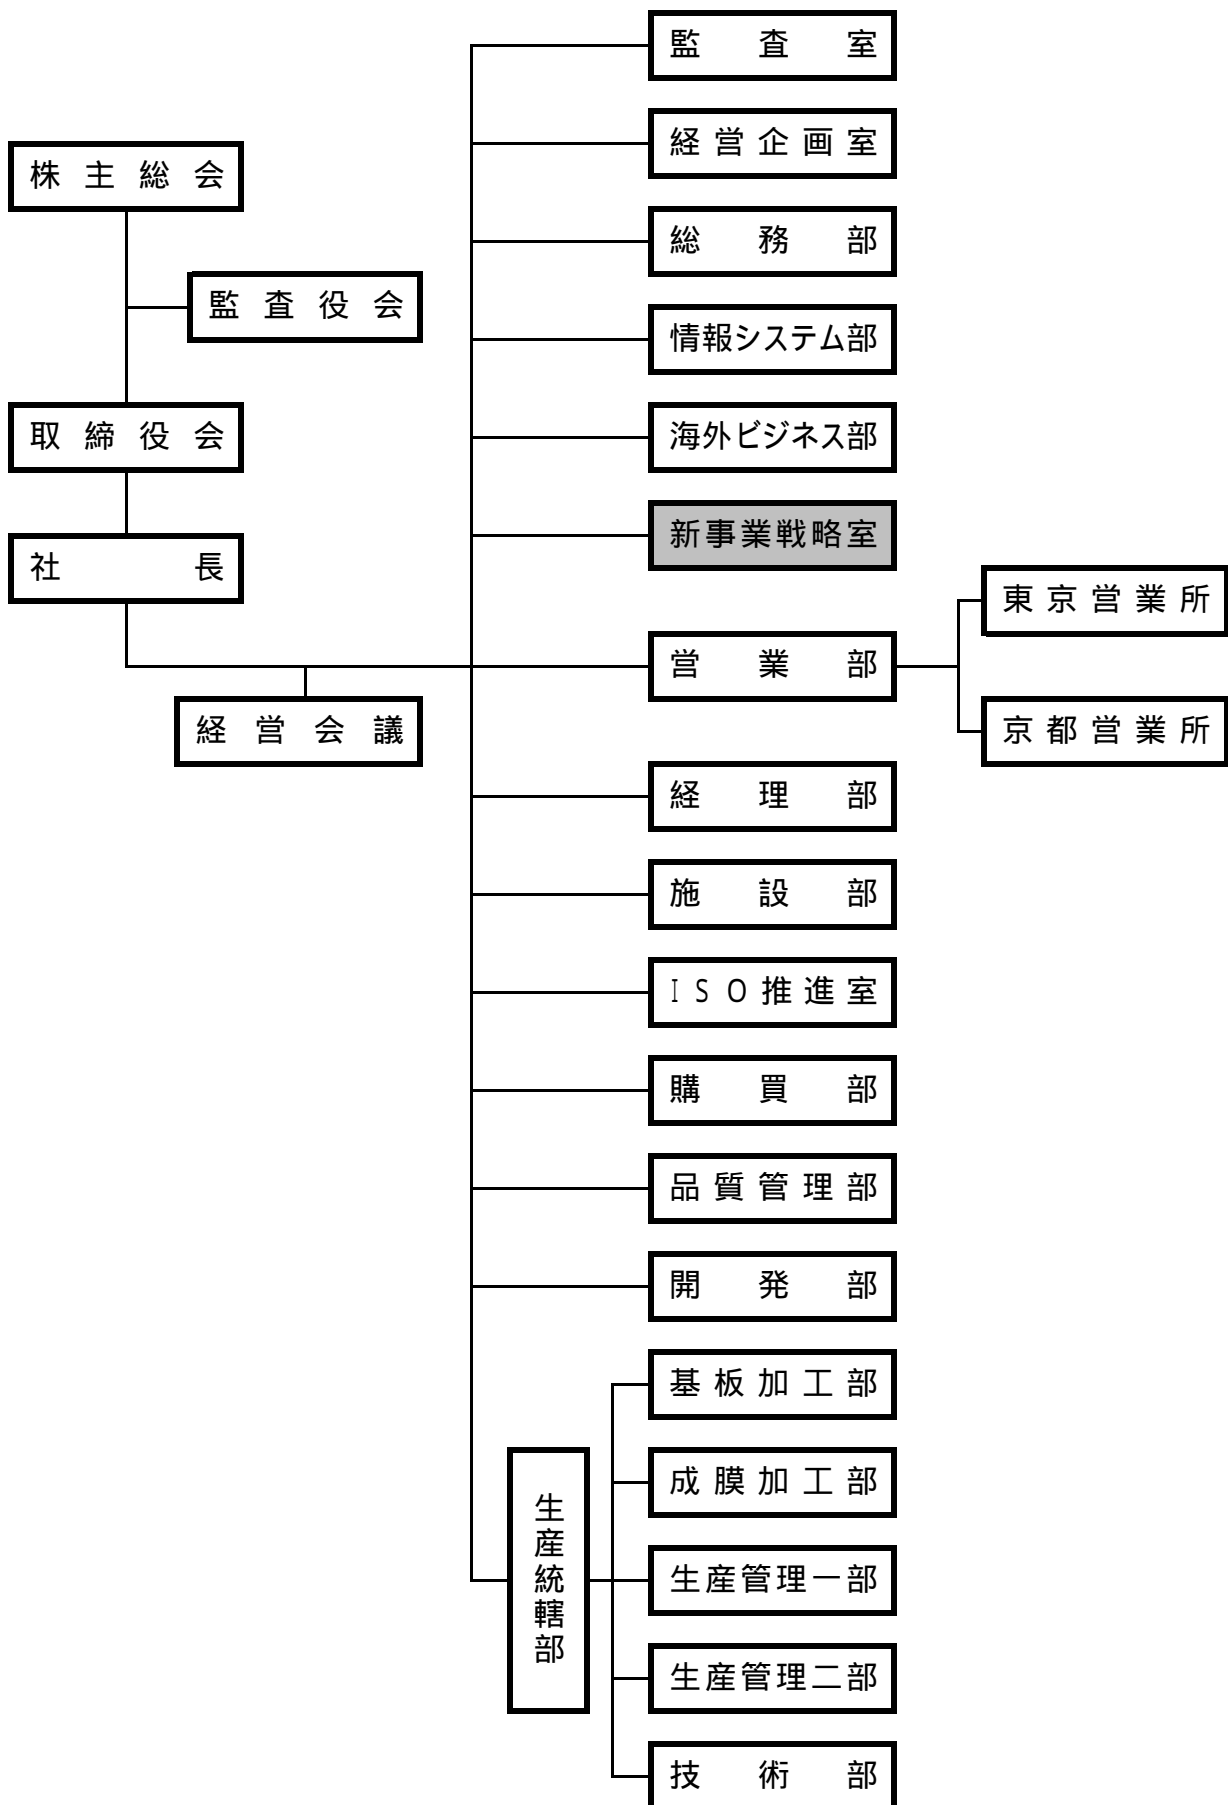 株主総会
監査役会
取締役会
社長
経営会議
監査室
経営企画室
総務部
情報システム部
海外ビジネス部
新事業戦略室
営業部
東京営業所
京都営業所
経理部
施設部
ISO推進室
購買部
品質管理部
開発部
生産統轄部
基板加工部
成膜加工部
生産管理一部
生産管理二部
技術部